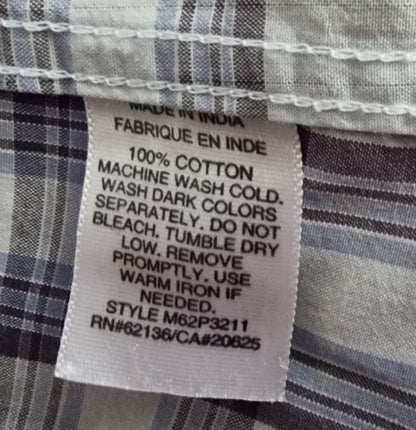 MADE IN INDIA
FABRIQUE EN INDE
100% COTTON
MACHINE WASH COLD.
WASH DARK COLORS
SEPARATELY. DO NOT
BLEACH. TUMBLE DRY
LOW. REMOVE
PROMPTLY. USE
WARM IRON IF
NEEDED.
STYLE M62P3211
RN#62136/CA#20625